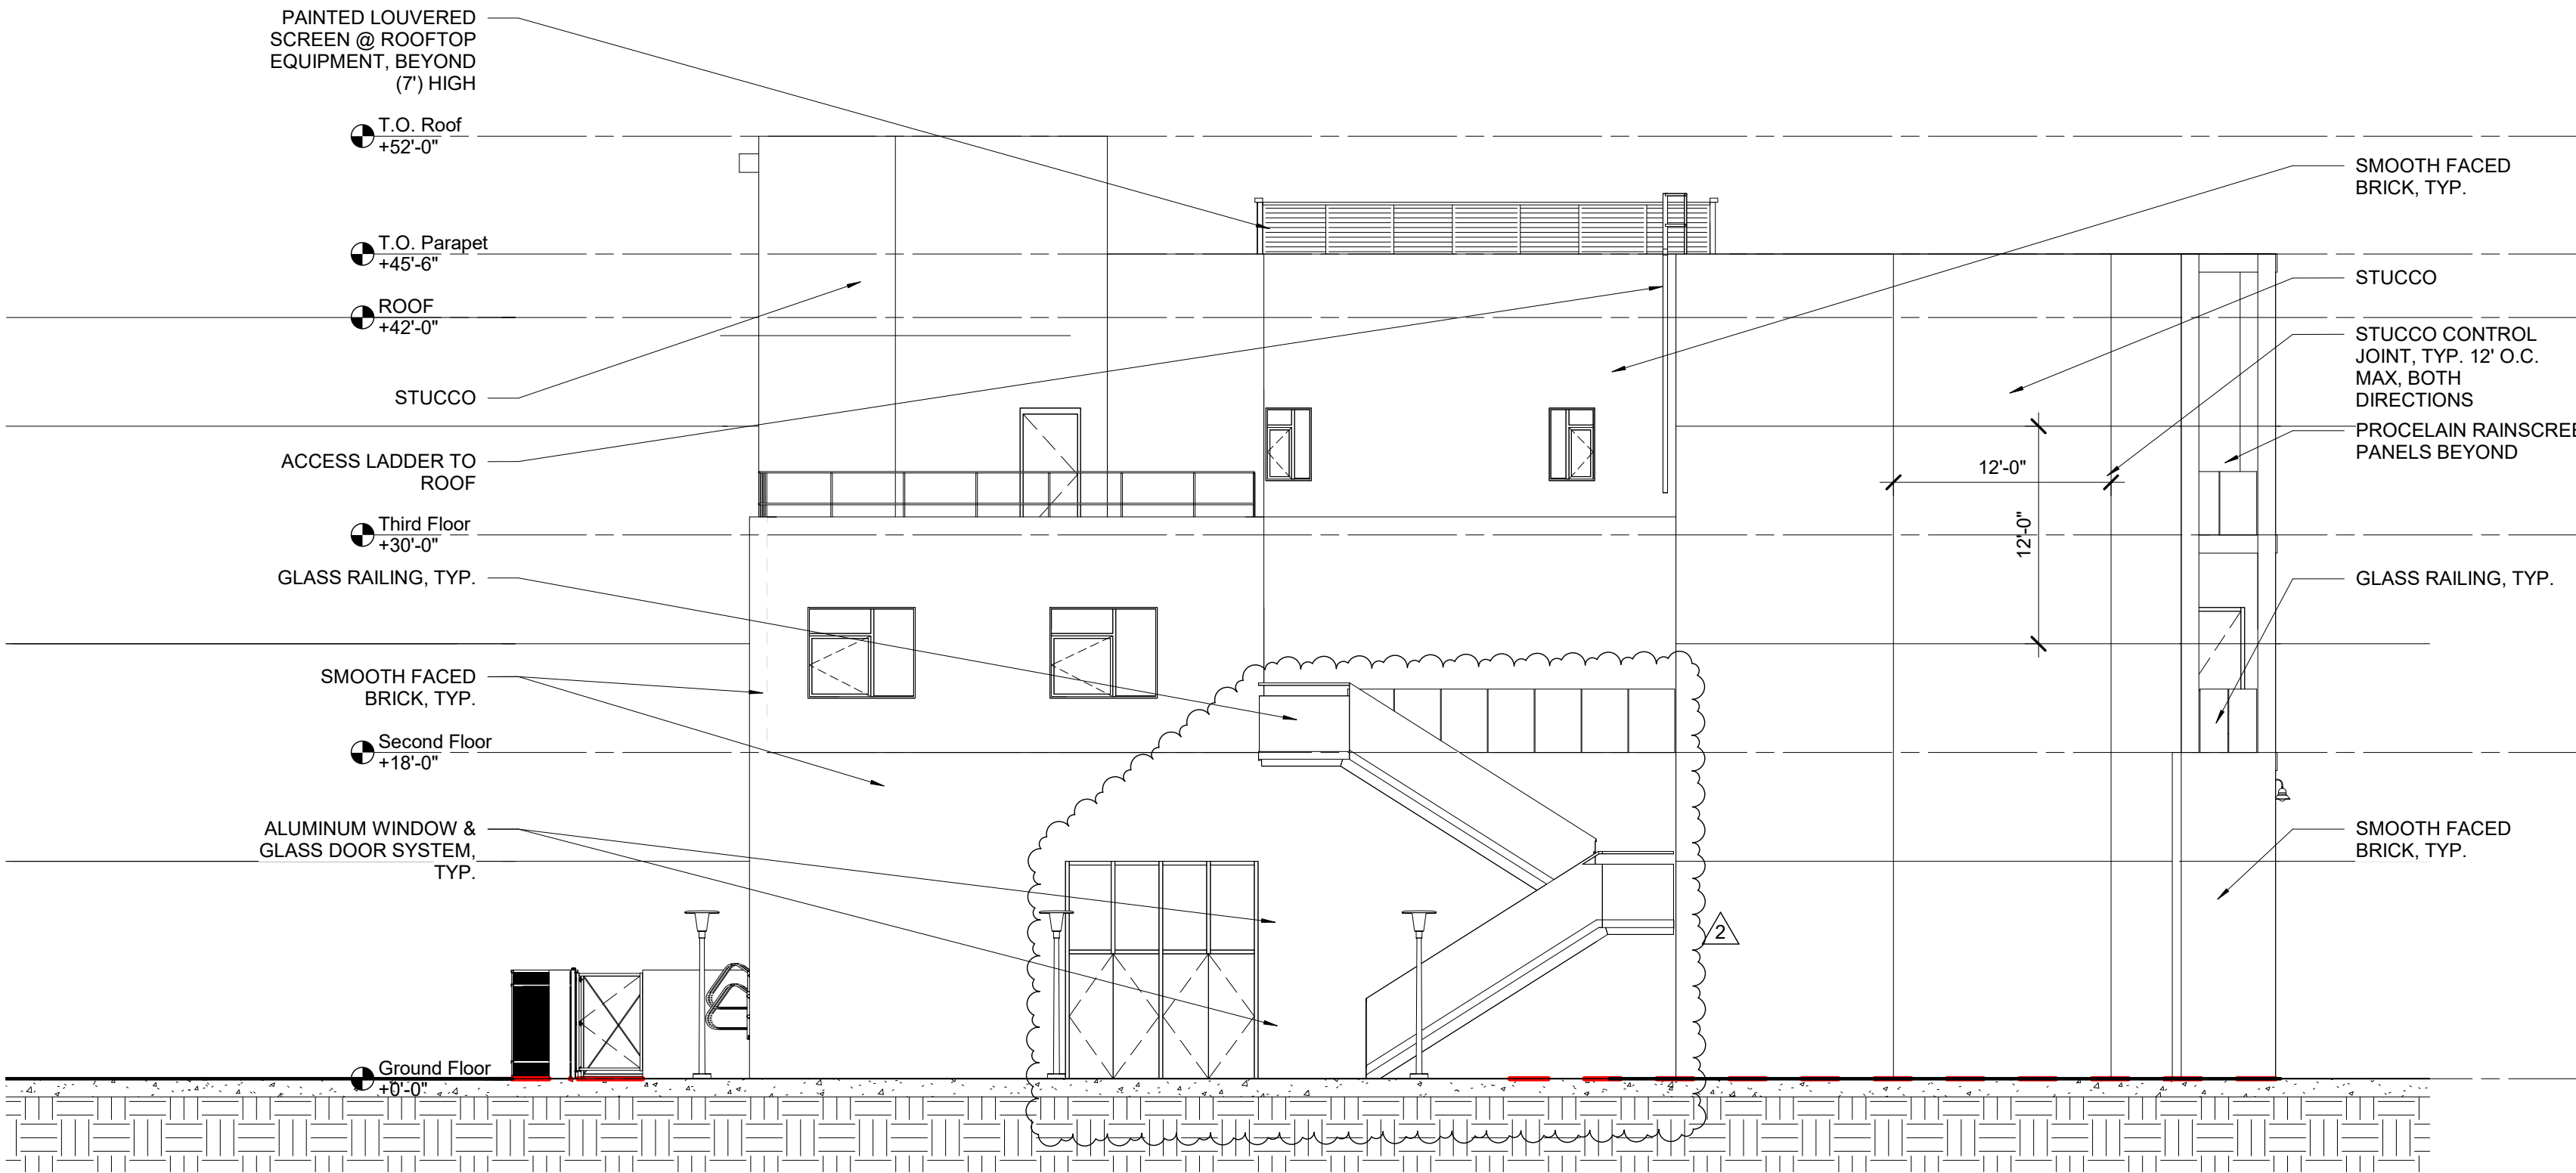 PAINTED LOUVERED
SCREEN @ ROOFTOP
EQUIPMENT, BEYOND
(7') HIGH
T.O. Roof
+52'-0"
T.O. Parapet
+45'-6"
ROOF
+42'-0"
STUCCO
ACCESS LADDER TO
ROOF
Third Floor
+30'-0"
GLASS RAILING, TYP.
SMOOTH FACED
BRICK, TYP.
Second Floor
+18'-0"
ALUMINUM WINDOW &
GLASS DOOR SYSTEM,
TYP.
Ground Floor
+0'-0"
12'-0"
12'-0"
2
SMOOTH FACED
BRICK, TYP.
STUCCO
STUCCO CONTROL
JOINT, TYP. 12' O.C.
MAX, BOTH
DIRECTIONS
PROCELAIN RAINSCREE
PANELS BEYOND
GLASS RAILING, TYP.
SMOOTH FACED
BRICK, TYP.